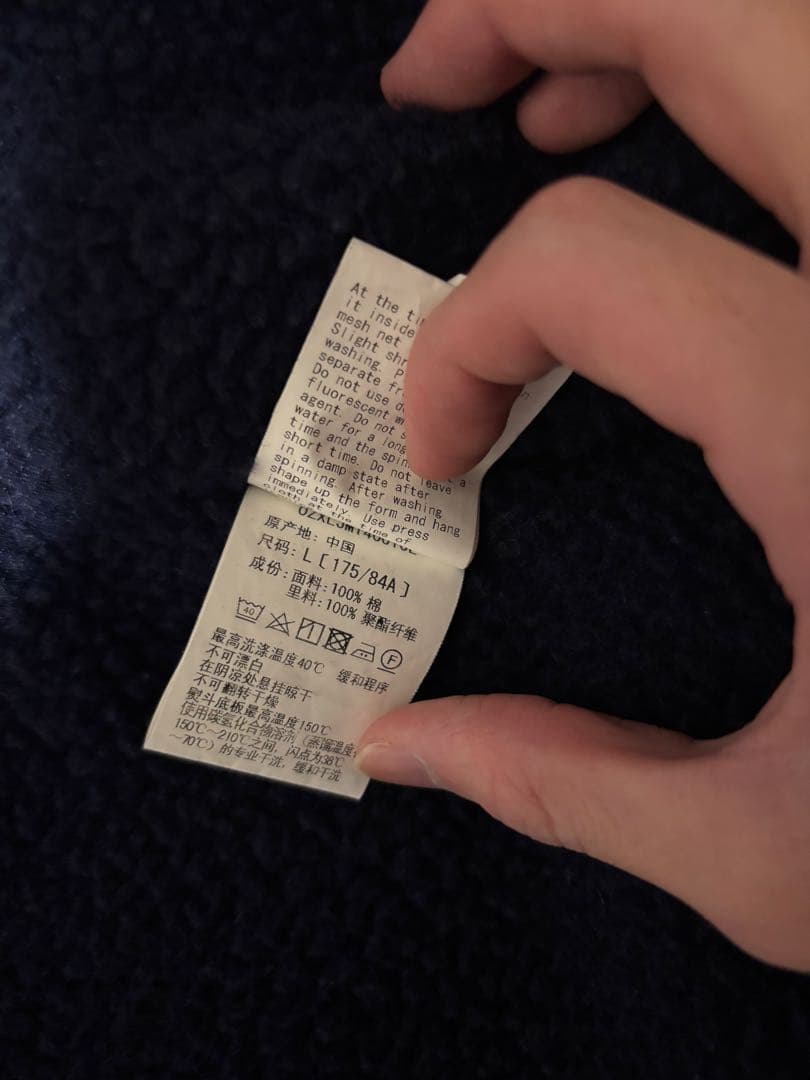 At the
it inside
mesh net
Slight
washing.
separate
Do not use
fluorescent
agent. Do not
water for a long
time and the a
short time. Do not leave
in a damp state after
spinning. After washing
shape up the form and hang
immediately. Use press
cloth at the time of
原产地: 中国
尺码: L [175/84A]
成份: 面料:100% 棉
里料:100% 聚酯纤维
40 F
最高洗涤温度40℃ 缓和程序
不可漂白
在阴凉处悬挂晾干
不可翻转干燥
熨斗底板最高温度150℃
使用碳氢化合物溶剂 (蒸馏温度
150℃~210℃之间, 闪点为38℃
~70℃) 的专业干洗, 缓和干洗